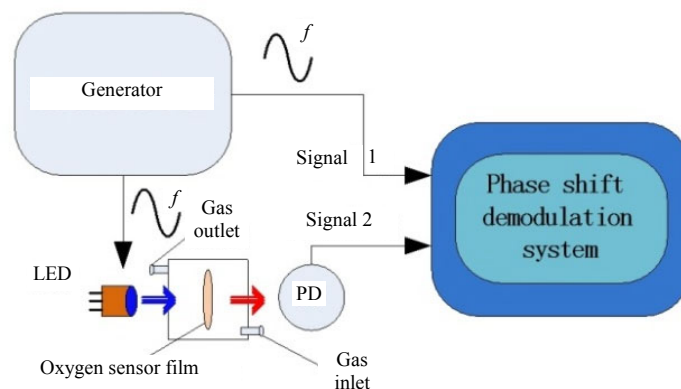 f
Generator
Signal 1
Phase shift
demodulation
system
f
Gas
outlet
Signal 2
LED
PD
Oxygen sensor film
Gas
inlet